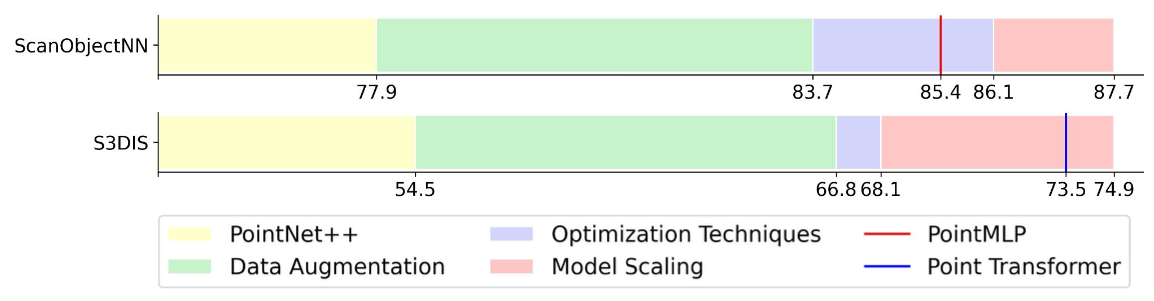 ScanObjectNN
77.9 83.7 85.4 86.1 87.7
S3DIS
54.5 66.8 68.1 73.5 74.9
PointNet++ Optimization Techniques PointMLP
Data Augmentation Model Scaling Point Transformer